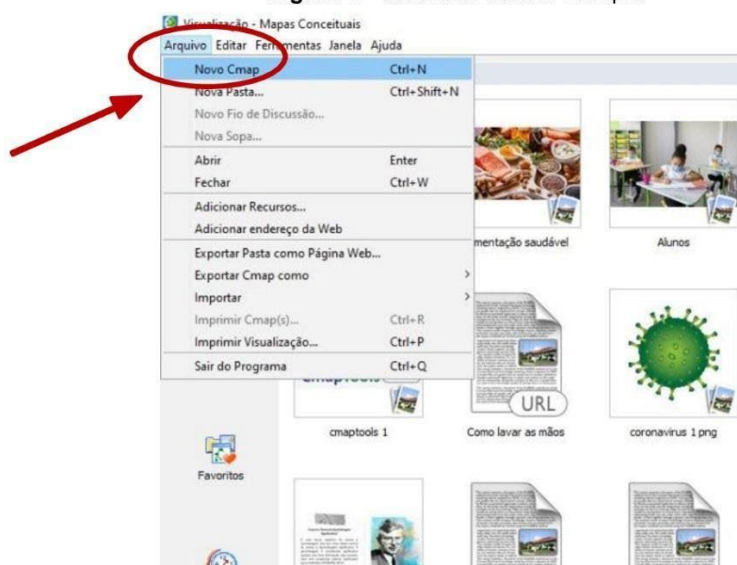 Visualização - Mapas Conceituais
Arquivo Editar Ferramentas Janela Ajuda
Novo Cmap Ctrl+N
Nova Pasta... Ctrl+Shift+N
Novo Fio de Discussão...
Nova Sopa...
Abrir Enter
Fechar Ctrl+W
Adicionar Recursos...
Adicionar endereço da Web
Exportar Pasta como Página Web...
Exportar Cmap como >
Importar >
Imprimir Cmap(s)... Ctrl+R
Imprimir Visualização... Ctrl+P
Sair do Programa Ctrl+Q
mentação saudável
Alunos
URL
cmaptools 1
Como lavar as mãos
coronavirus 1 png
Favoritos